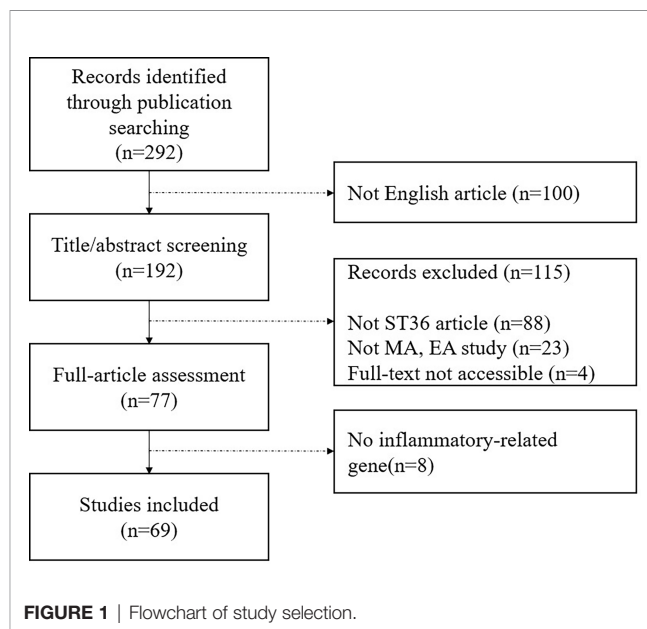 Records identified
through publication
searching
(n=292)
Not English article (n=100)
Title/abstract screening
(n=192)
Records excluded (n=115)
Not ST36 article (n=88)
Not MA, EA study (n=23)
Full-text not accessible (n=4)
Full-article assessment
(n=77)
No inflammatory-related
gene(n=8)
Studies included
(n=69)
FIGURE 1 | Flowchart of study selection.